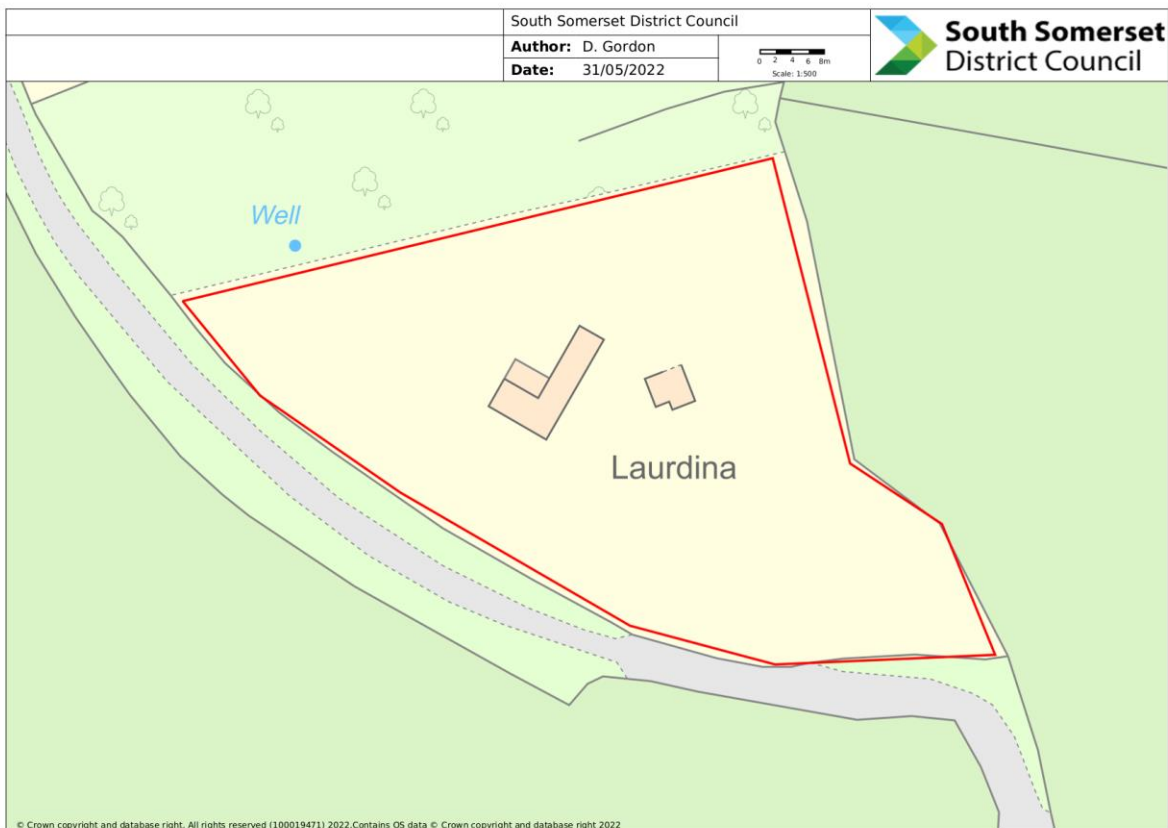 South Somerset District Council
Author: D. Gordon
Date: 31/05/2022
0 2 4 6 8m
Scale: 1:500
South Somerset
District Council
Well
Laurdina
© Crown copyright and database right. All rights reserved (100019471) 2022.Contains OS data © Crown copyright and database right 2022